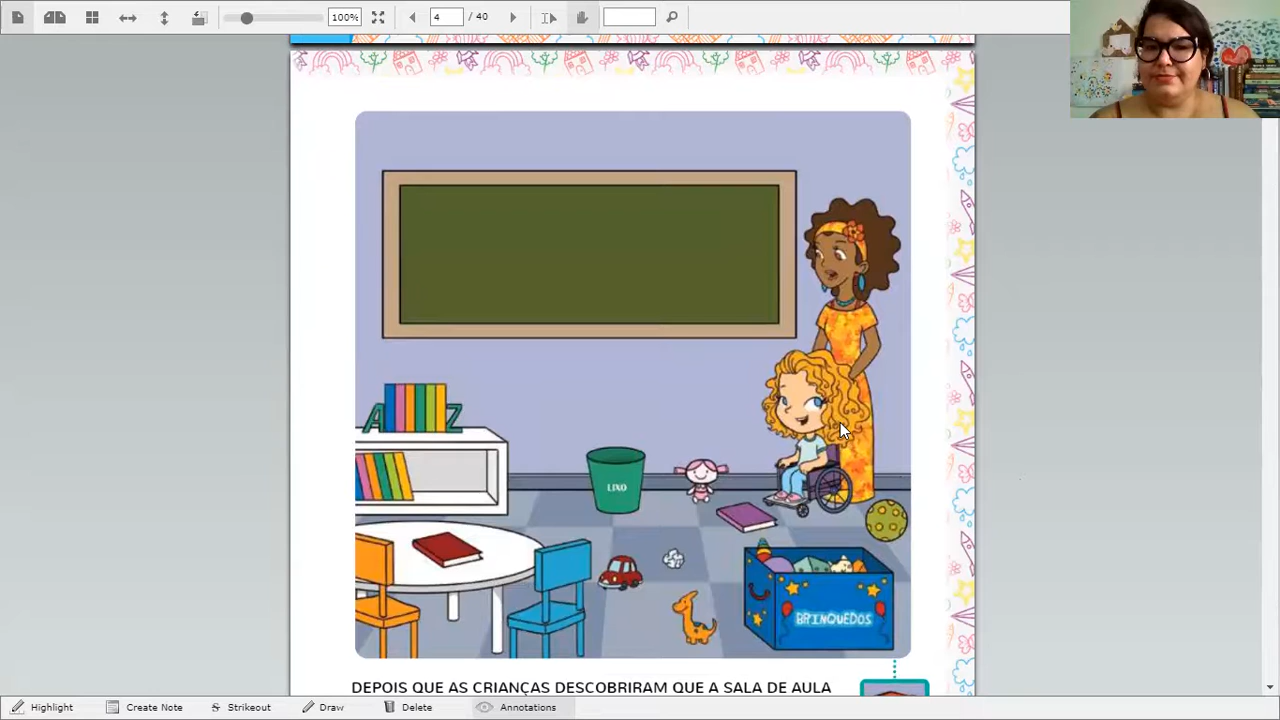 4 / 40
100%
A Z
LIXO
BRINQUEDOS
DEPOIS QUE AS CRIANÇAS DESCOBRIRAM QUE A SALA DE AULA
Highlight Create Note Strikeout Draw Delete Annotations